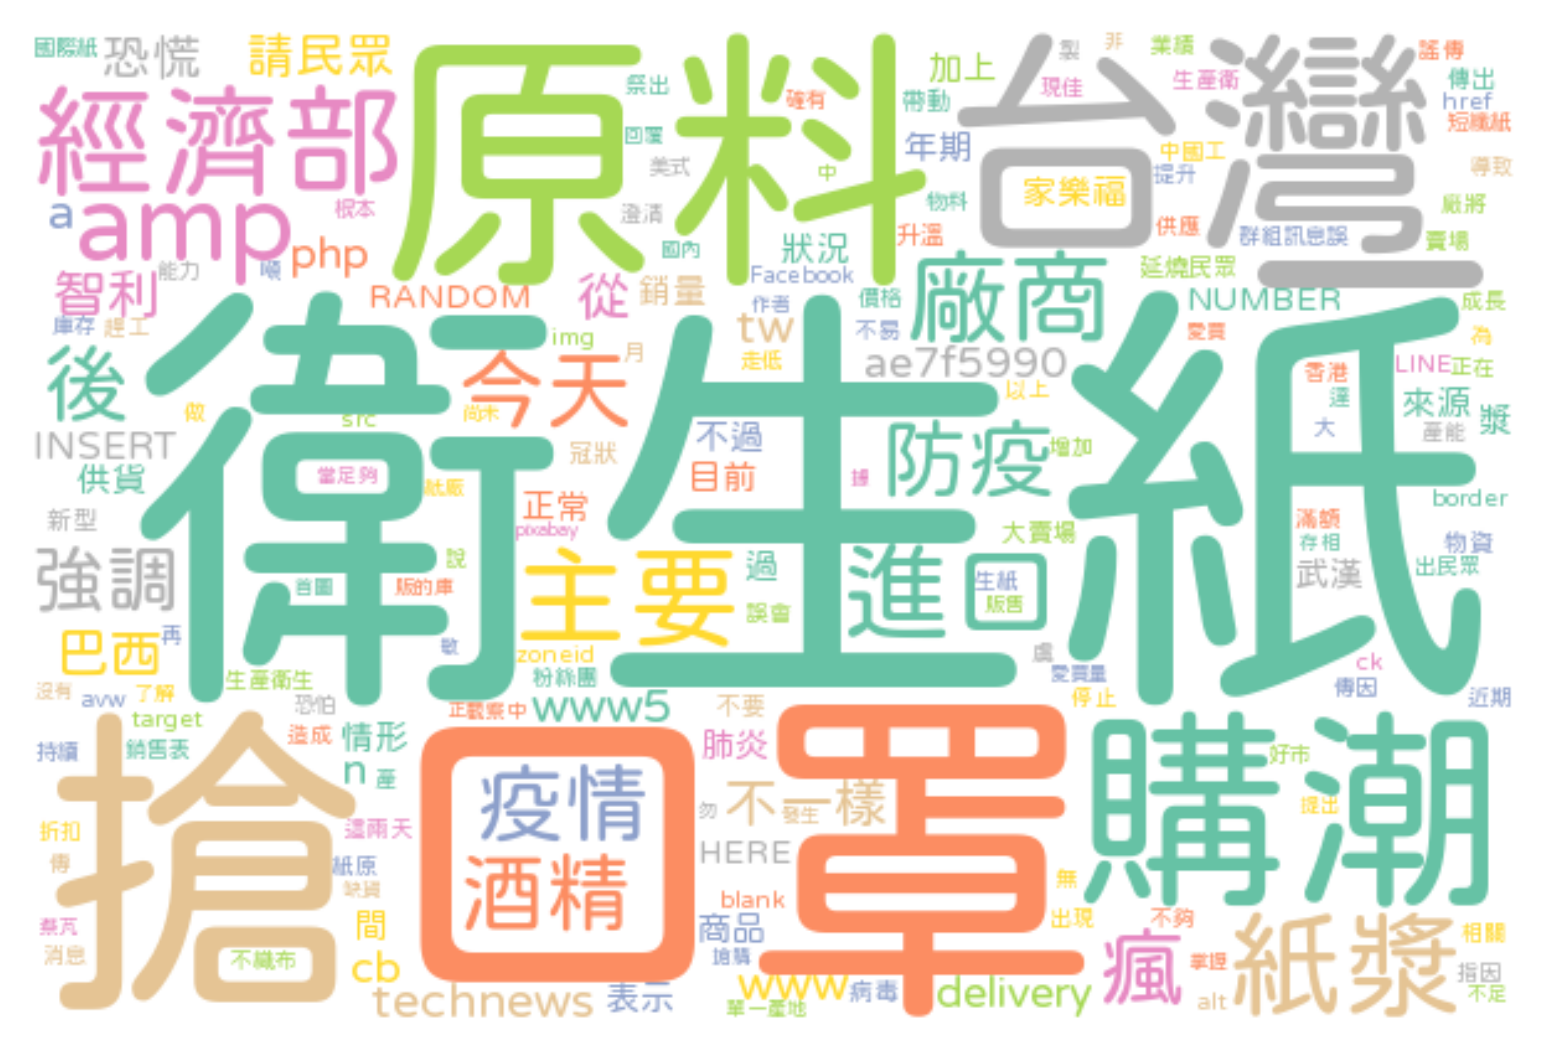 國際紙
恐慌
請民眾
原料
祭出
確有
加上
台灣
製
非
業績
謠傳
帶動
現佳
生產衛
傳出
href
短纖紙
經濟部
回覆
美式
中
年期
中國工
提升
導致
a
amp
根本
澄清
物料
家樂福
供應
廠將
php
國內
狀況
升溫
群組訊息誤
賣場
智利
能力
嘴
RANDOM
從
銷量
Facebook
廠商
延燒民眾
作者
價格
NUMBER
成長
庫存
趕工
衛生紙
img
tw
不易
愛買
為
後
今天
月
走低
ae7f5990
香港
LINE
正在
以上
達
來源
漿
做
src
尚未
不過
防疫
增加
大
產能
INSERT
冠狀
供貨
當足夠
紙廠
目前
據
border
新型
正常
pixabay
大賣場
滿額
存相
物資
強調
說
主要
過
進口
生紙
販售
武漢
出民眾
首圖
販的庫
誤會
巴西
再
敏
zoneid
虞
ck
生產衛生
粉絲團
愛買量
傳因
沒有
avw
了解
恐怕
正觀察中
www5
不要
停止
近期
target
搶
口罩
購潮
持續
銷售表
造成
情形
肺炎
好市
n
產
疫情
不一樣
勿
發生
提出
折扣
這兩天
傳
紙原
缺貨
酒精
HERE
無
蔡芃
間
blank
出現
不夠
消息
不織布
商品
搶購
瘋
掌握
紙漿
相關
cb
www
指因
technews
表示
病毒
delivery
alt
不足
單一產地